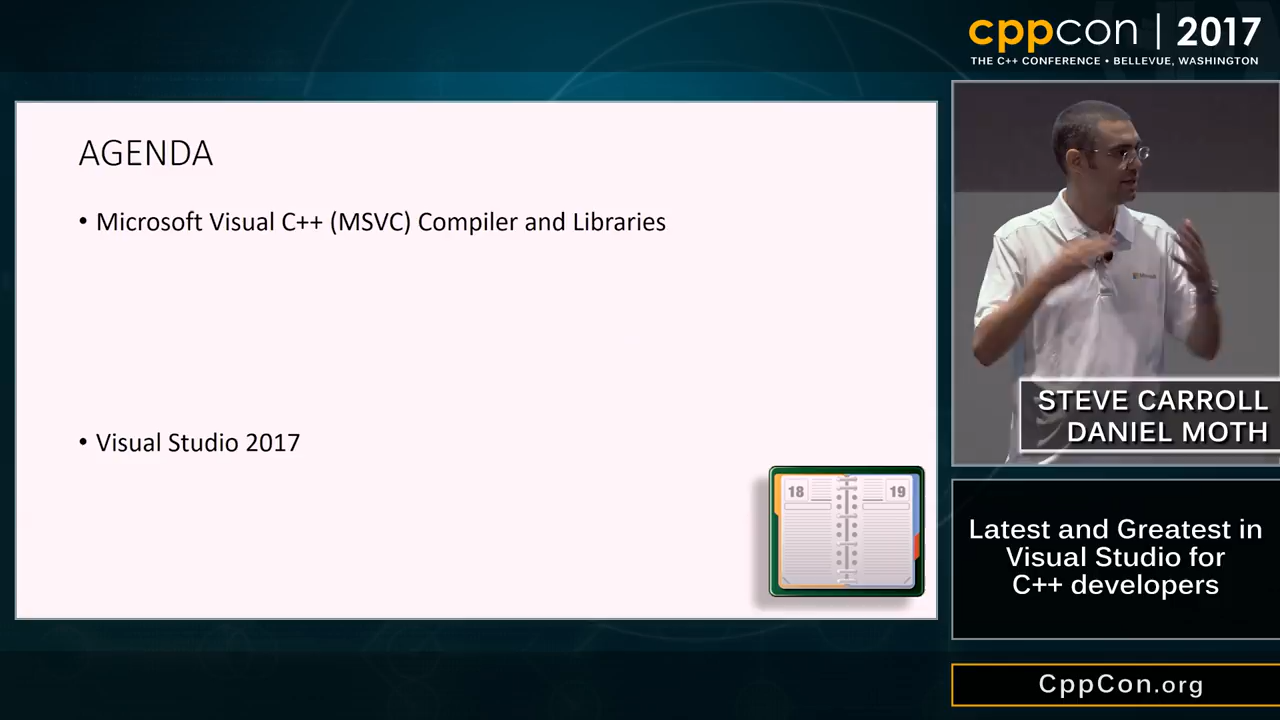 cppcon | 2017
THE C++ CONFERENCE • BELLEVUE, WASHINGTON
AGENDA
• Microsoft Visual C++ (MSVC) Compiler and Libraries
• Visual Studio 2017
18
19
Microsoft
STEVE CARROLL
DANIEL MOTH
Latest and Greatest in
Visual Studio for
C++ developers
CppCon.org